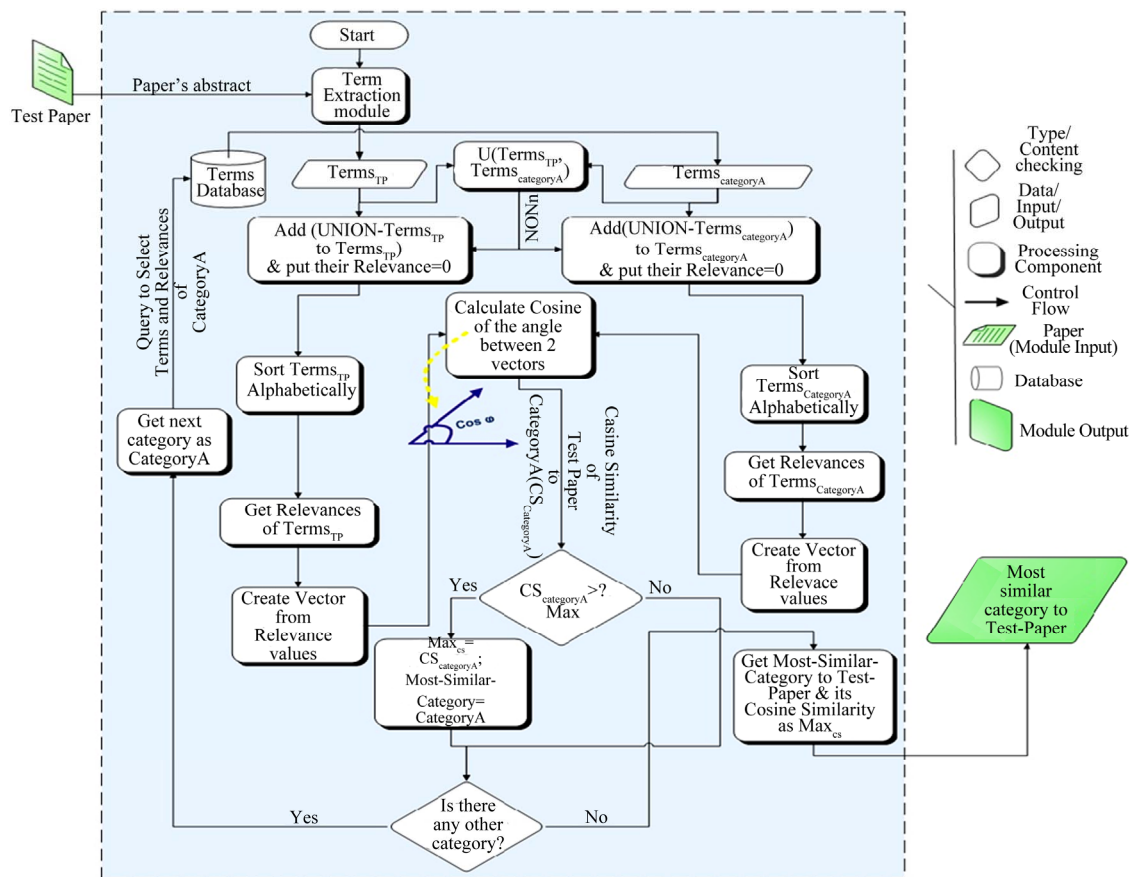 Start
Test Paper
Paper's abstract
Term
Extraction
module
Terms
Database
Terms_TP
U(Terms_TP,
Terms_categoryA)
Terms_categoryA
uNON
Add (UNION-Terms_TP
to Terms_TP)
& put their Relevance=0
Add(UNION-Terms_categoryA)
to Terms_categoryA
& put their Relevance=0
Query to Select
Terms and Relevances
of
CategoryA
Calculate Cosine
of the angle
between 2
vectors
Cos φ
Sort Terms_TP
Alphabetically
Sort
Terms_CategoryA
Alphabetically
Get next
category as
CategoryA
Casine Similarity
of
Test Paper
to
CategoryA(CS_CategoryA)
Get Relevances
of Terms_CategoryA
Get Relevances
of Terms_TP
Create Vector
from
Relevace
values
Create Vector
from
Relevance
values
Yes
CS_categoryA>?
Max
No
Max_cs=
CS_categoryA;
Most-Similar-
Category=
CategoryA
Get Most-Similar-
Category to Test-
Paper & its
Cosine Similarity
as Max_cs
Most
similar
category to
Test-Paper
Yes
Is there
any other
category?
No
Type/
Content
checking
Data/
Input/
Output
Processing
Component
Control
Flow
Paper
(Module Input)
Database
Module Output